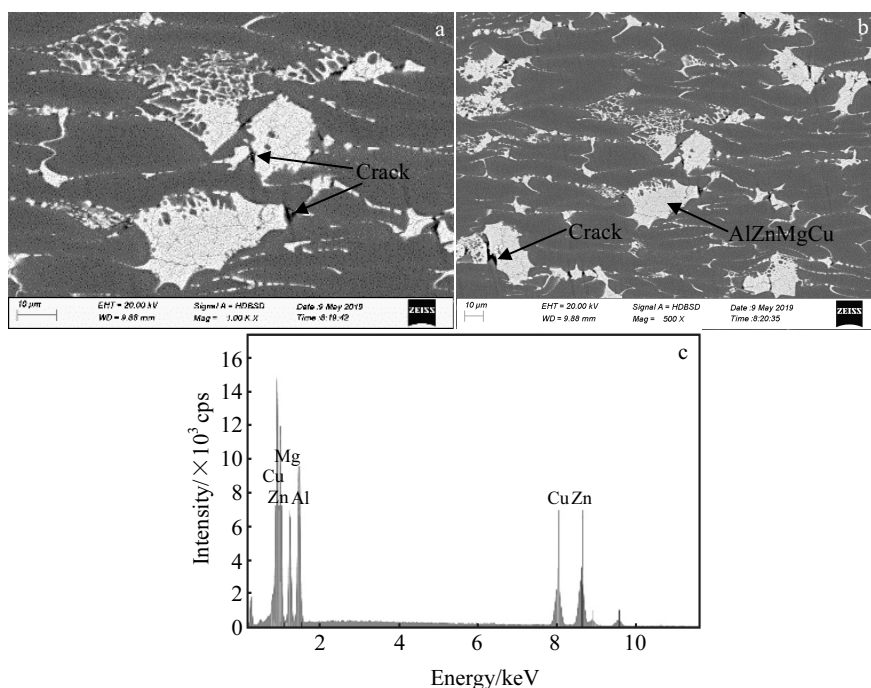 a
Crack
10 μm
EHT = 20.00 kV
WD = 9.88 mm
Signal A = HDBSD
Mag = 1.00 K X
Date :9 May 2019
Time :8:19:42
ZEISS
b
Crack
AlZnMgCu
10 μm
EHT = 20.00 kV
WD = 9.88 mm
Signal A = HDBSD
Mag = 500 X
Date :9 May 2019
Time :8:20:35
ZEISS
c
Intensity/×10³ cps
16
14
12
10
8
6
4
2
0
Mg
Cu
Zn Al
Cu Zn
2 4 6 8 10
Energy/keV